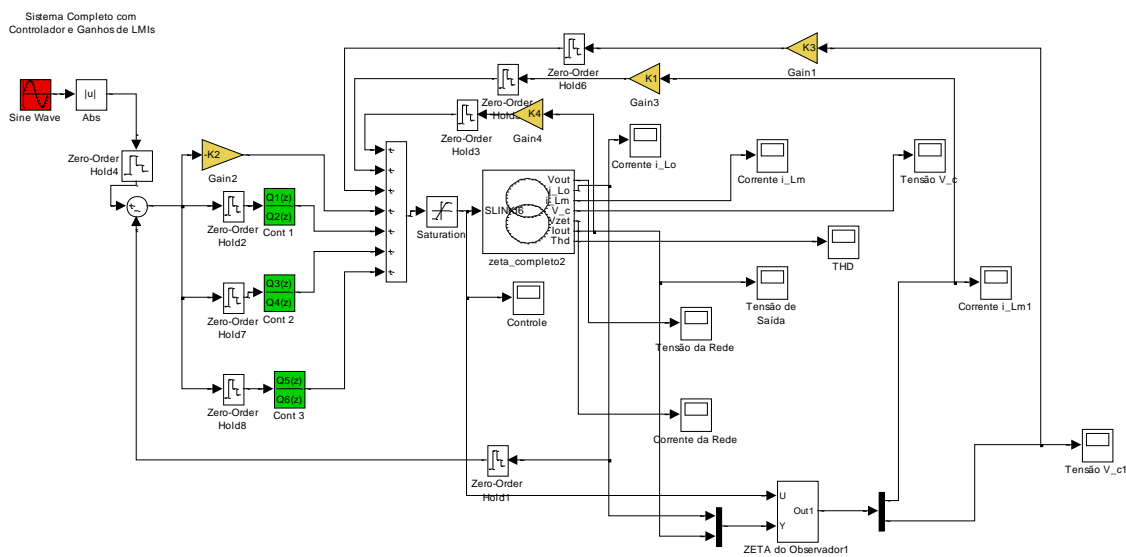 Sistema Completo com
Controlador e Ganhos de LMIs
Sine Wave
|u|
Abs
Zero-Order
Hold4
-K2
Gain2
Zero-Order
Hold2
Q1(z)
Q2(z)
Cont 1
Zero-Order
Hold7
Q3(z)
Q4(z)
Cont 2
Zero-Order
Hold8
Q5(z)
Q6(z)
Cont 3
Zero-Order
Hold6
K3
Gain1
Zero-Order
K1
Gain3
Zero-Order
Hold3
K4
Gain4
Saturation
Vout
i_Lo
i_Lm
V_c
Vzet
Iout
Thd
zeta_completo2
Corrente i_Lo
Corrente i_Lm
Tensão V_c
THD
Controle
Tensão de
Saída
Tensão da Rede
Corrente da Rede
Corrente i_Lm1
Tensão V_c1
Zero-Order
Hold1
U
Y
Out1
ZETA do Observador1